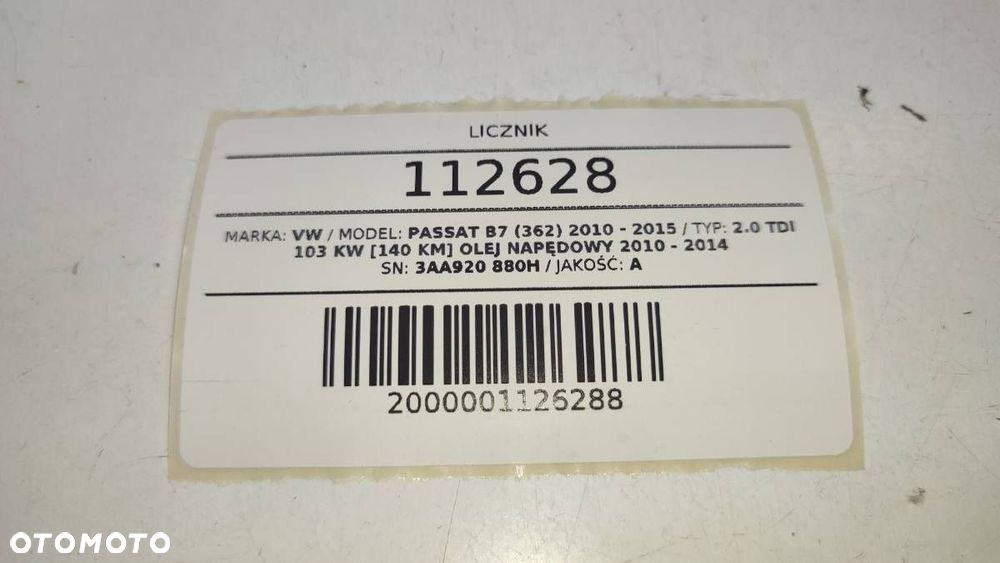 LICZNIK
112628
MARKA: VW / MODEL: PASSAT B7 (362) 2010 - 2015 / TYP: 2.0 TDI
103 KW [140 KM] OLEJ NAPĘDOWY 2010 - 2014
SN: 3AA920 880H / JAKOŚĆ: A
2000001126288
OTOMOTO